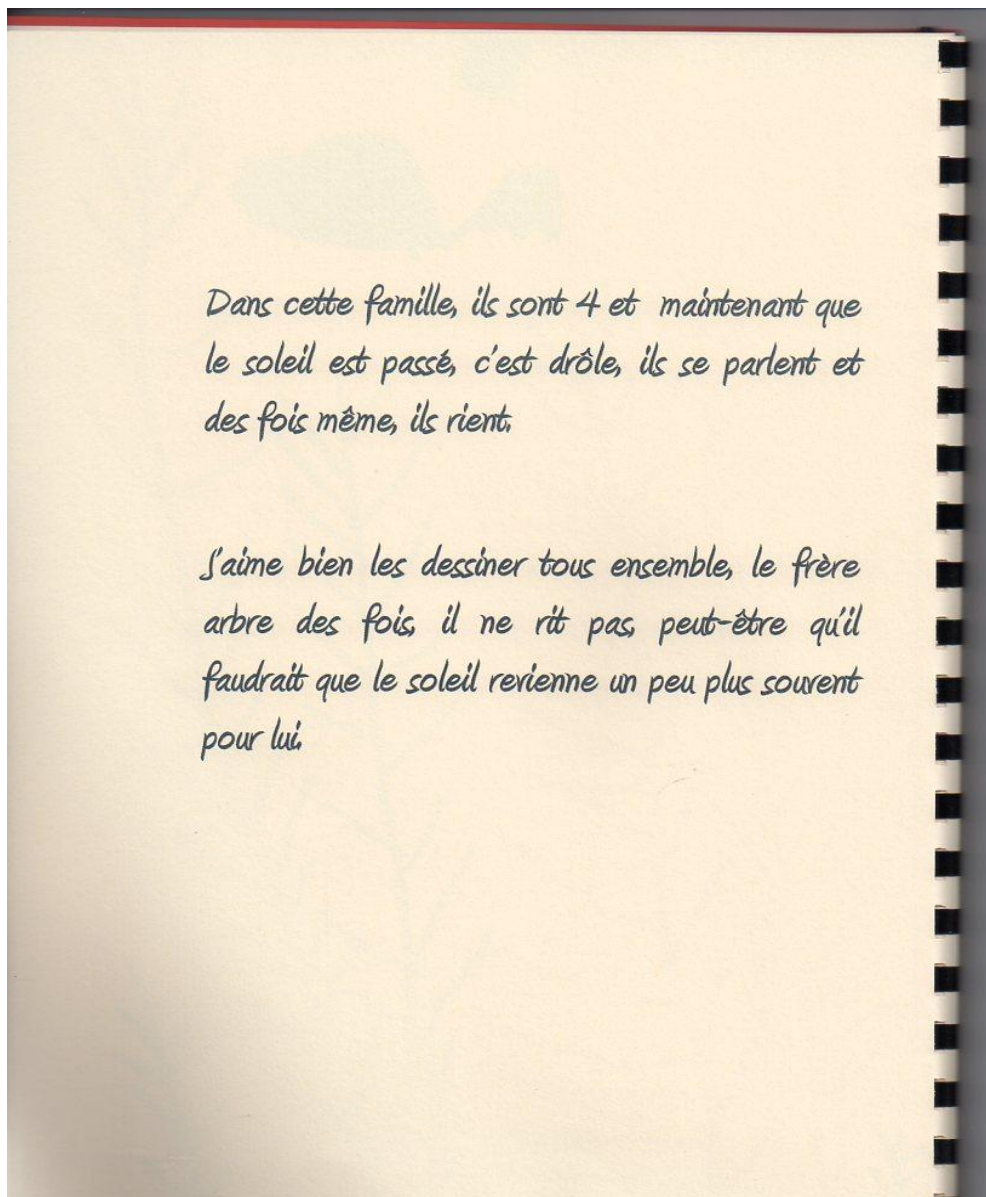 Dans cette famille, ils sont 4 et maintenant que
le soleil est passé, c'est drôle, ils se parlent et
des fois même, ils rient.
J'aime bien les dessiner tous ensemble, le frère
arbre des fois, il ne rit pas, peut-être qu'il
faudrait que le soleil revienne un peu plus souvent
pour lui.